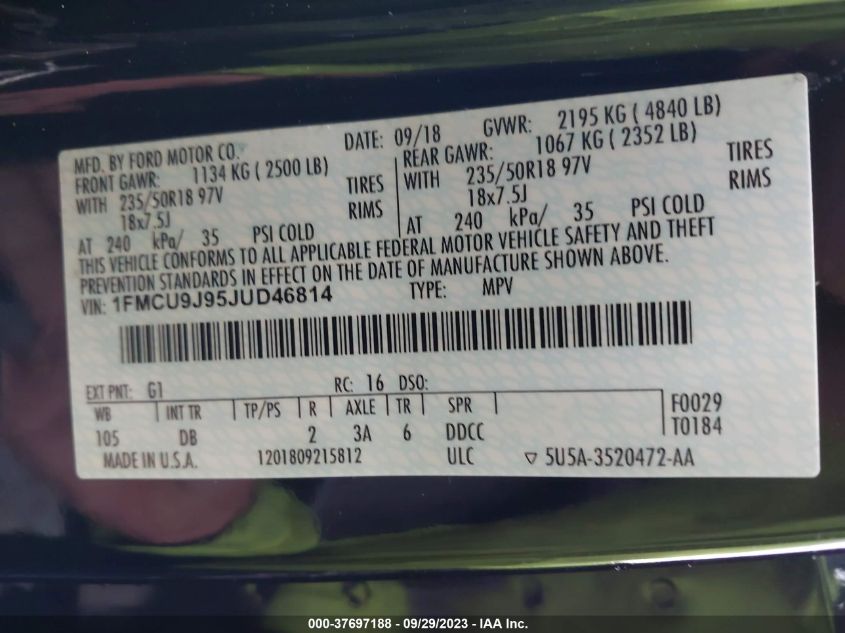 MFD. BY FORD MOTOR CO. DATE: 09/18 GVWR: 2195 KG ( 4840 LB)
FRONT GAWR: 1134 KG ( 2500 LB) REAR GAWR: 1067 KG ( 2352 LB)
WITH 235/50R18 97V TIRES WITH 235/50R18 97V TIRES
18x7.5J RIMS 18x7.5J RIMS
AT 240 kPa/ 35 PSI COLD AT 240 kPa/ 35 PSI COLD
THIS VEHICLE CONFORMS TO ALL APPLICABLE FEDERAL MOTOR VEHICLE SAFETY AND THEFT
PREVENTION STANDARDS IN EFFECT ON THE DATE OF MANUFACTURE SHOWN ABOVE.
VIN: 1FMCU9J95JUD46814 TYPE: MPV
EXT PNT: G1 RC: 16 DSO:
WB INT TR TP/PS R AXLE TR SPR F0029
105 DB 2 3A 6 DDCC T0184
MADE IN U.S.A. 1201809215812 ULC ▽ 5U5A-3520472-AA
000-37697188 - 09/29/2023 - IAA Inc.